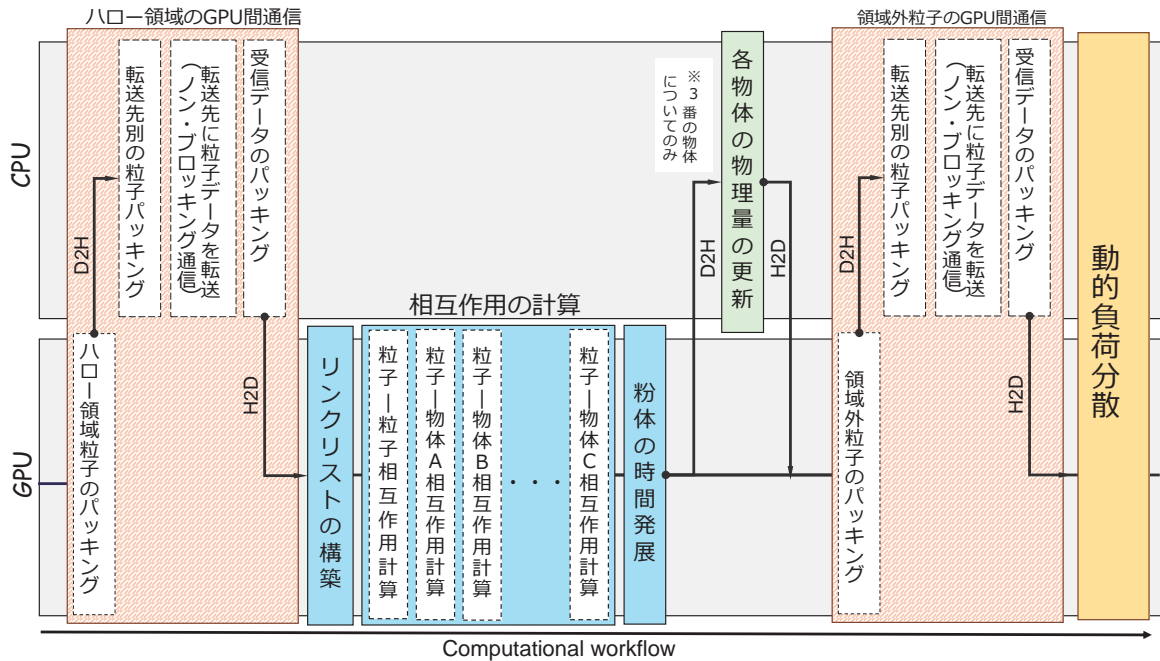 ハロー領域のGPU間通信
領域外粒子のGPU間通信
CPU
GPU
転送先別の粒子パッキング
転送先に粒子データを転送
(ノン・ブロッキング通信)
受信データのパッキング
D2H
ハロー領域粒子のパッキング
H2D
リンクリストの構築
相互作用の計算
粒子―粒子相互作用計算
粒子―物体A相互作用計算
粒子―物体B相互作用計算
・・・
粒子―物体C相互作用計算
粉体の時間発展
D2H
※3番の物体
についてのみ
各物体の物理量の更新
H2D
転送先別の粒子パッキング
転送先に粒子データを転送
(ノン・ブロッキング通信)
受信データのパッキング
D2H
領域外粒子のパッキング
H2D
動的負荷分散
Computational workflow